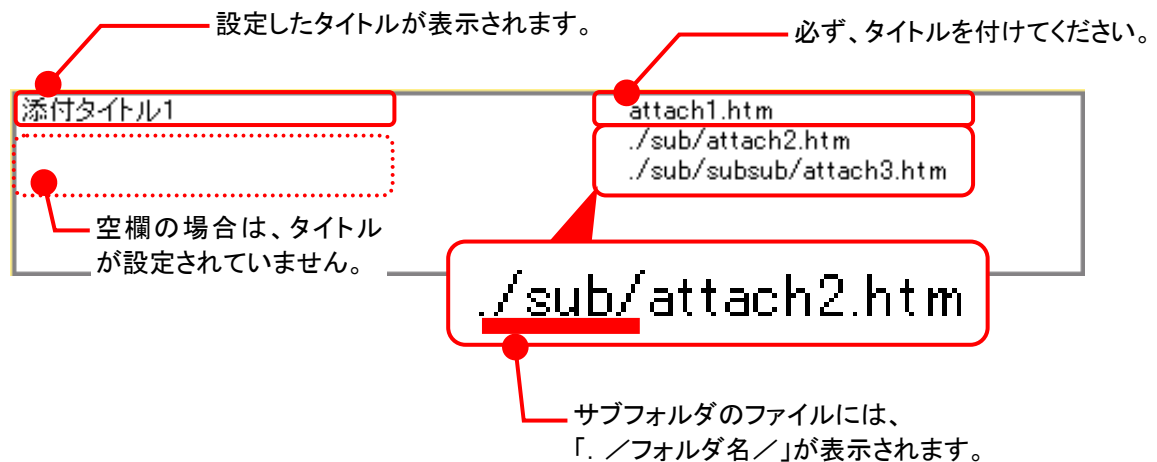 設定したタイトルが表示されます。
必ず、タイトルを付けてください。
添付タイトル1
attach1.htm
./sub/attach2.htm
./sub/subsub/attach3.htm
空欄の場合は、タイトル
が設定されていません。
./sub/attach2.htm
サブフォルダのファイルには、
「．／フォルダ名／」が表示されます。